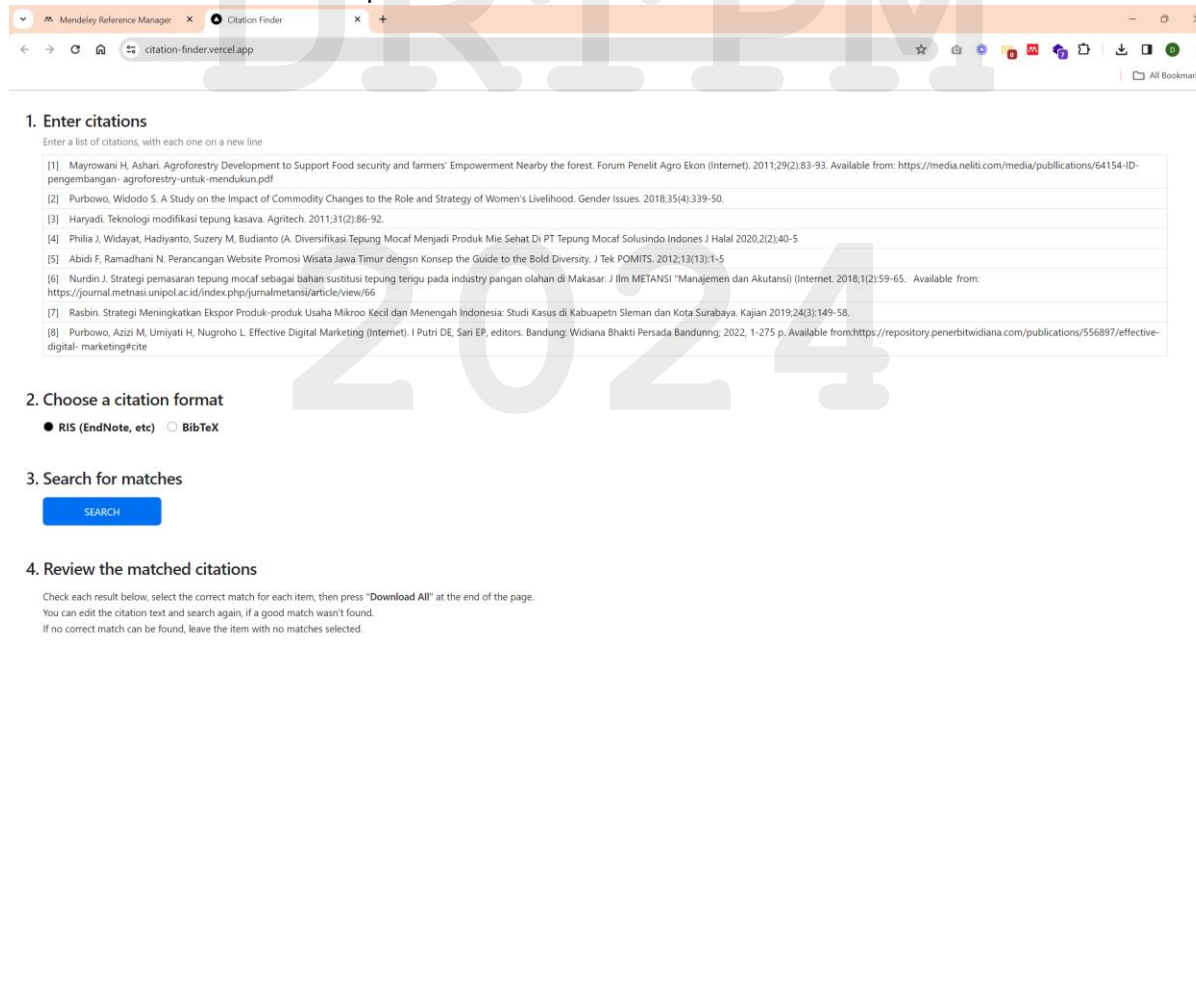 Mendeley Reference Manager
Citation Finder
citation-finder.vercel.app
All Bookmar
DRTPM
2024
1. Enter citations
Enter a list of citations, with each one on a new line
[1] Mayrowani H, Ashari. Agroforestry Development to Support Food security and farmers' Empowerment Nearby the forest. Forum Penelit Agro Ekon (Internet). 2011;29(2):83-93. Available from: https://media.neliti.com/media/publlications/64154-ID-
pengembangan- agroforestry-untuk-mendukun.pdf
[2] Purbowo, Widodo S. A Study on the Impact of Commodity Changes to the Role and Strategy of Women's Livelihood. Gender Issues. 2018;35(4):339-50.
[3] Haryadi. Teknologi modifikasi tepung kasava. Agritech. 2011;31(2):86-92.
[4] Philia J, Widayat, Hadiyanto, Suzery M, Budianto (A. Diversifikasi Tepung Mocaf Menjadi Produk Mie Sehat Di PT Tepung Mocaf Solusindo Indones J Halal 2020,2(2);40-5
[5] Abidi F, Ramadhani N. Perancangan Website Promosi Wisata Jawa Timur dengsn Konsep the Guide to the Bold Diversity. J Tek POMITS. 2012;13(13):1-5
[6] Nurdin J. Strategi pemasaran tepung mocaf sebagai bahan sustitusi tepung terigu pada industry pangan olahan di Makasar. J Ilm METANSI "Manajemen dan Akutansi) (Internet. 2018;1(2):59-65. Available from:
https://journal.metnasi.unipol.ac.id/index.php/jurnalmetansi/article/view/66
[7] Rasbin. Strategi Meningkatkan Ekspor Produk-produk Usaha Mikroo Kecil dan Menengah Indonesia: Studi Kasus di Kabuapetn Sleman dan Kota Surabaya. Kajian 2019;24(3):149-58.
[8] Purbowo, Azizi M, Umiyati H, Nugroho L. Effective Digital Marketing (Internet). I Putri DE, Sari EP, editors. Bandung: Widiana Bhakti Persada Bandunng; 2022, 1-275 p. Available from:https://repository.penerbitwidiana.com/publications/556897/effective-
digital- marketing#cite
2. Choose a citation format
RIS (EndNote, etc) BibTeX
3. Search for matches
SEARCH
4. Review the matched citations
Check each result below, select the correct match for each item, then press "Download All" at the end of the page.
You can edit the citation text and search again, if a good match wasn't found.
If no correct match can be found, leave the item with no matches selected.